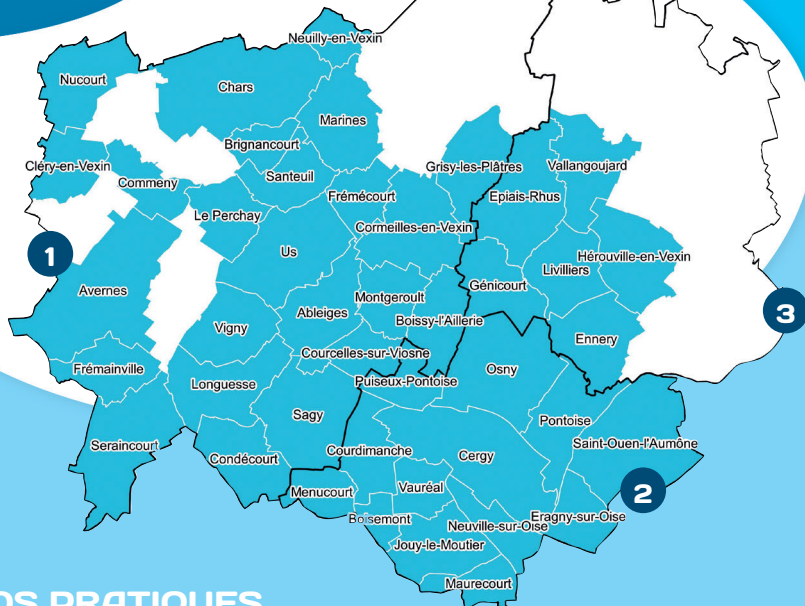 Neuilly-en-Vexin
Nucourt
Chars
Marines
Brignancourt
Cléry-en-Vexin
Commeny
Santeuil
Grisy-les-Plâtres
Vallangoujard
Frémécourt
Epiais-Rhus
Le Perchay
Cormeilles-en-Vexin
1
Us
Hérouville-en-Vexin
Livilliers
Génicourt
Avernes
Montgeroult
Ableiges
3
Boissy-l'Aillerie
Vigny
Ennery
Courcelles-sur-Viosne
Frémainville
Osny
Longuesse
Puiseux-Pontoise
Sagy
Pontoise
Seraincourt
Saint-Ouen-l'Aumône
Courdimanche
Cergy
Condécourt
Vauréal
Menucourt
2
Boisemont
Eragny-sur-Oise
Neuville-sur-Oise
Jouy-le-Moutier
Maurecourt
OS PRATIQUES